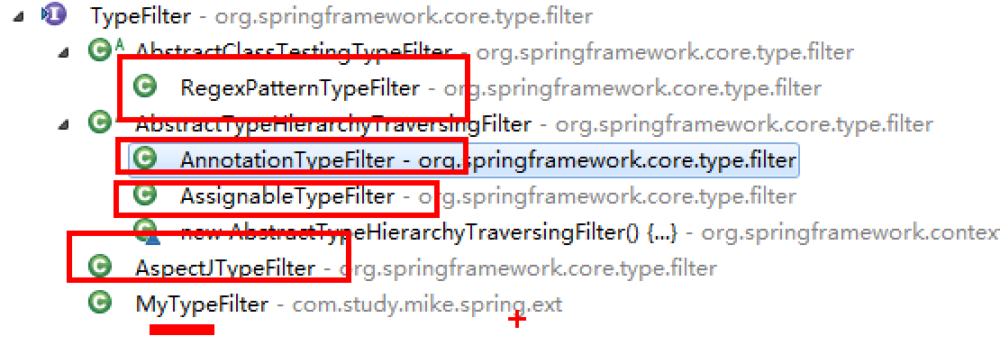 TypeFilter - org.springframework.core.type.filter
AbstractClassTestingTypeFilter - org.springframework.core.type.filter
RegexPatternTypeFilter - org.springframework.core.type.filter
AbstractTypeHierarchyTraversingFilter - org.springframework.core.type.filter
AnnotationTypeFilter - org.springframework.core.type.filter
AssignableTypeFilter - org.springframework.core.type.filter
new AbstractTypeHierarchyTraversingFilter() {...} - org.springframework.contex
AspectJTypeFilter - org.springframework.core.type.filter
MyTypeFilter - com.study.mike.spring.ext